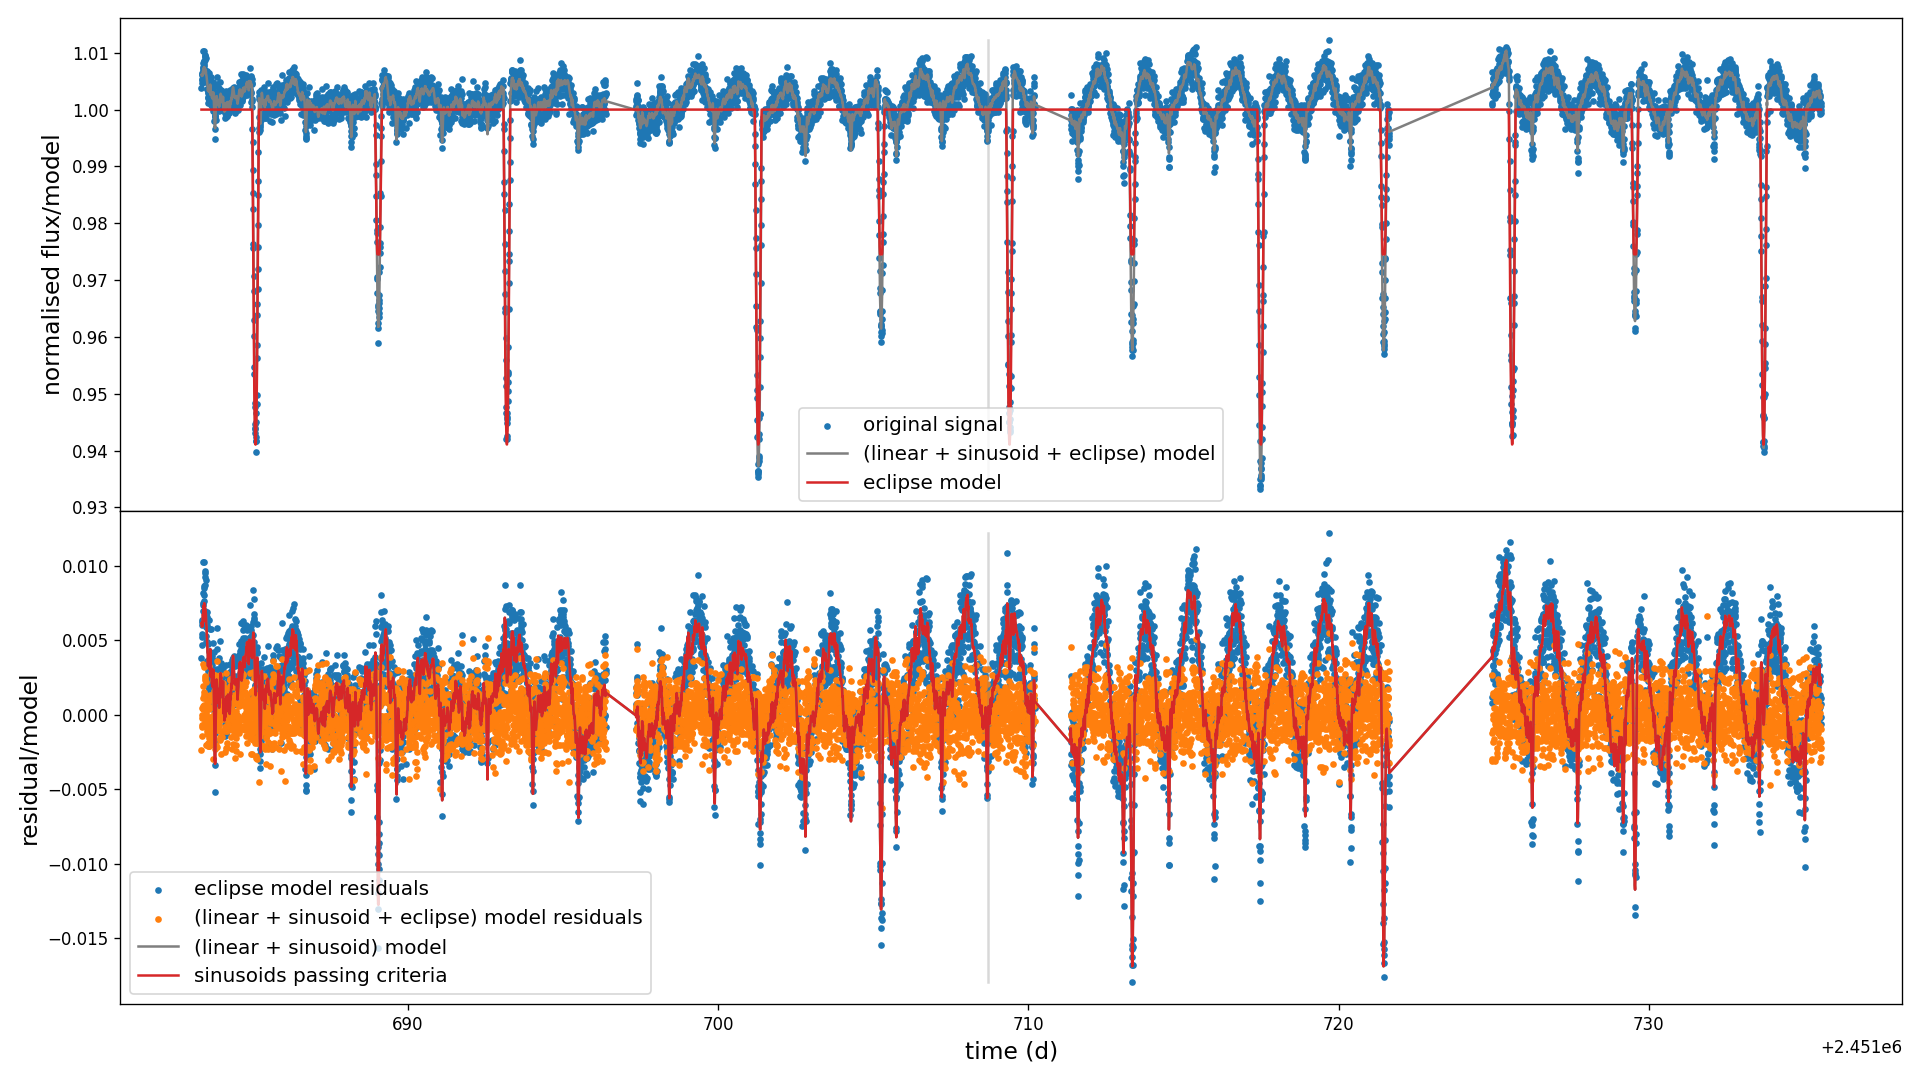 normalised flux/model
1.01
1.00
0.99
0.98
0.97
0.96
0.95
0.94
0.93
original signal
(linear + sinusoid + eclipse) model
eclipse model
residual/model
0.010
0.005
0.000
−0.005
−0.010
−0.015
eclipse model residuals
(linear + sinusoid + eclipse) model residuals
(linear + sinusoid) model
sinusoids passing criteria
690
700
710
720
730
time (d)
+2.451e6